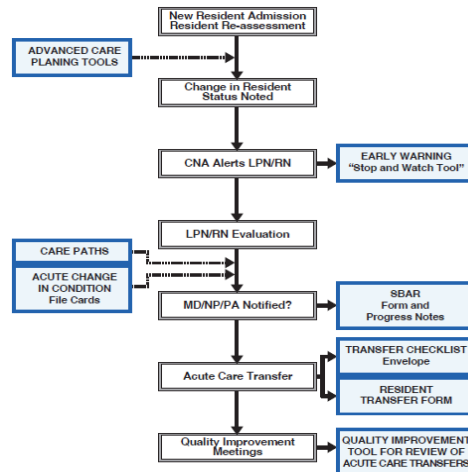 New Resident Admission
Resident Re-assessment
ADVANCED CARE
PLANING TOOLS
Change in Resident
Status Noted
CNA Alerts LPN/RN
EARLY WARNING
“Stop and Watch Tool”
LPN/RN Evaluation
CARE PATHS
ACUTE CHANGE
IN CONDITION
File Cards
MD/NP/PA Notified?
SBAR
Form and
Progress Notes
TRANSFER CHECKLIST
Envelope
Acute Care Transfer
RESIDENT
TRANSFER FORM
Quality Improvement
Meetings
QUALITY IMPROVEMENT
TOOL FOR REVIEW OF
ACUTE CARE TRANSFERS